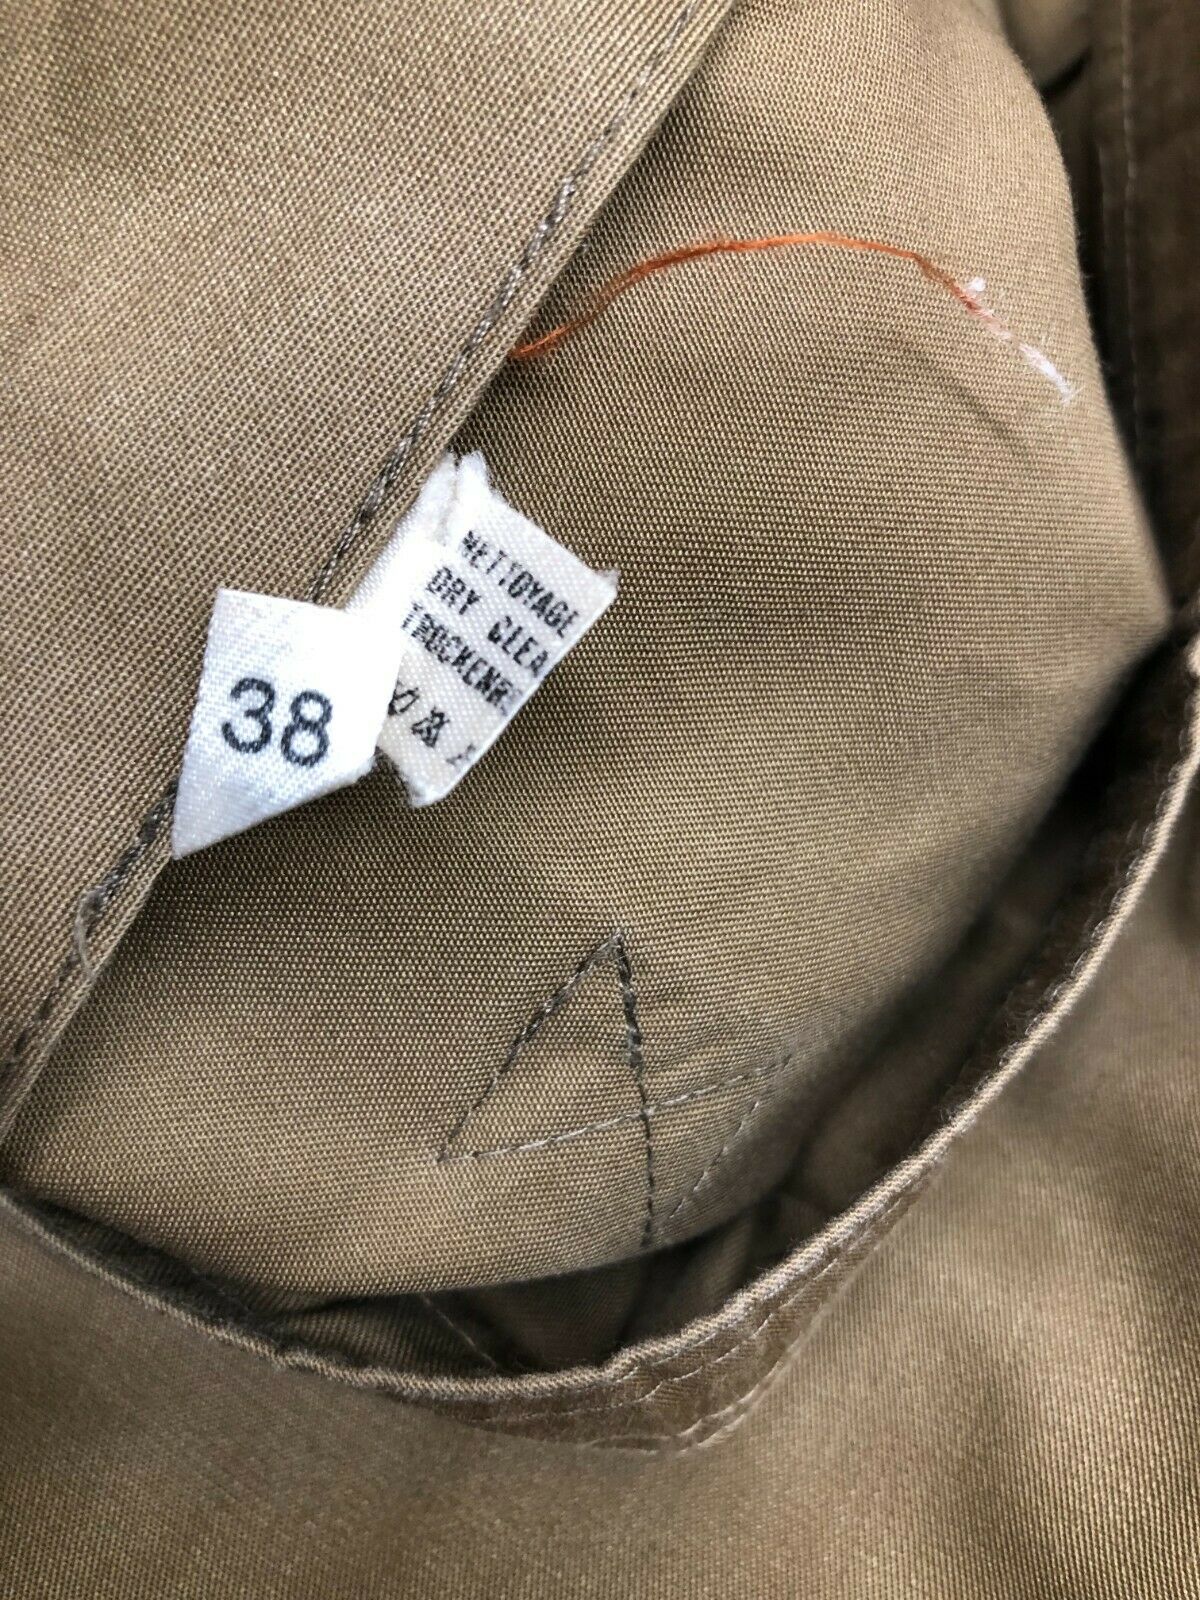 38
NETTOYAGE
DRY CLEA
TROCKENR